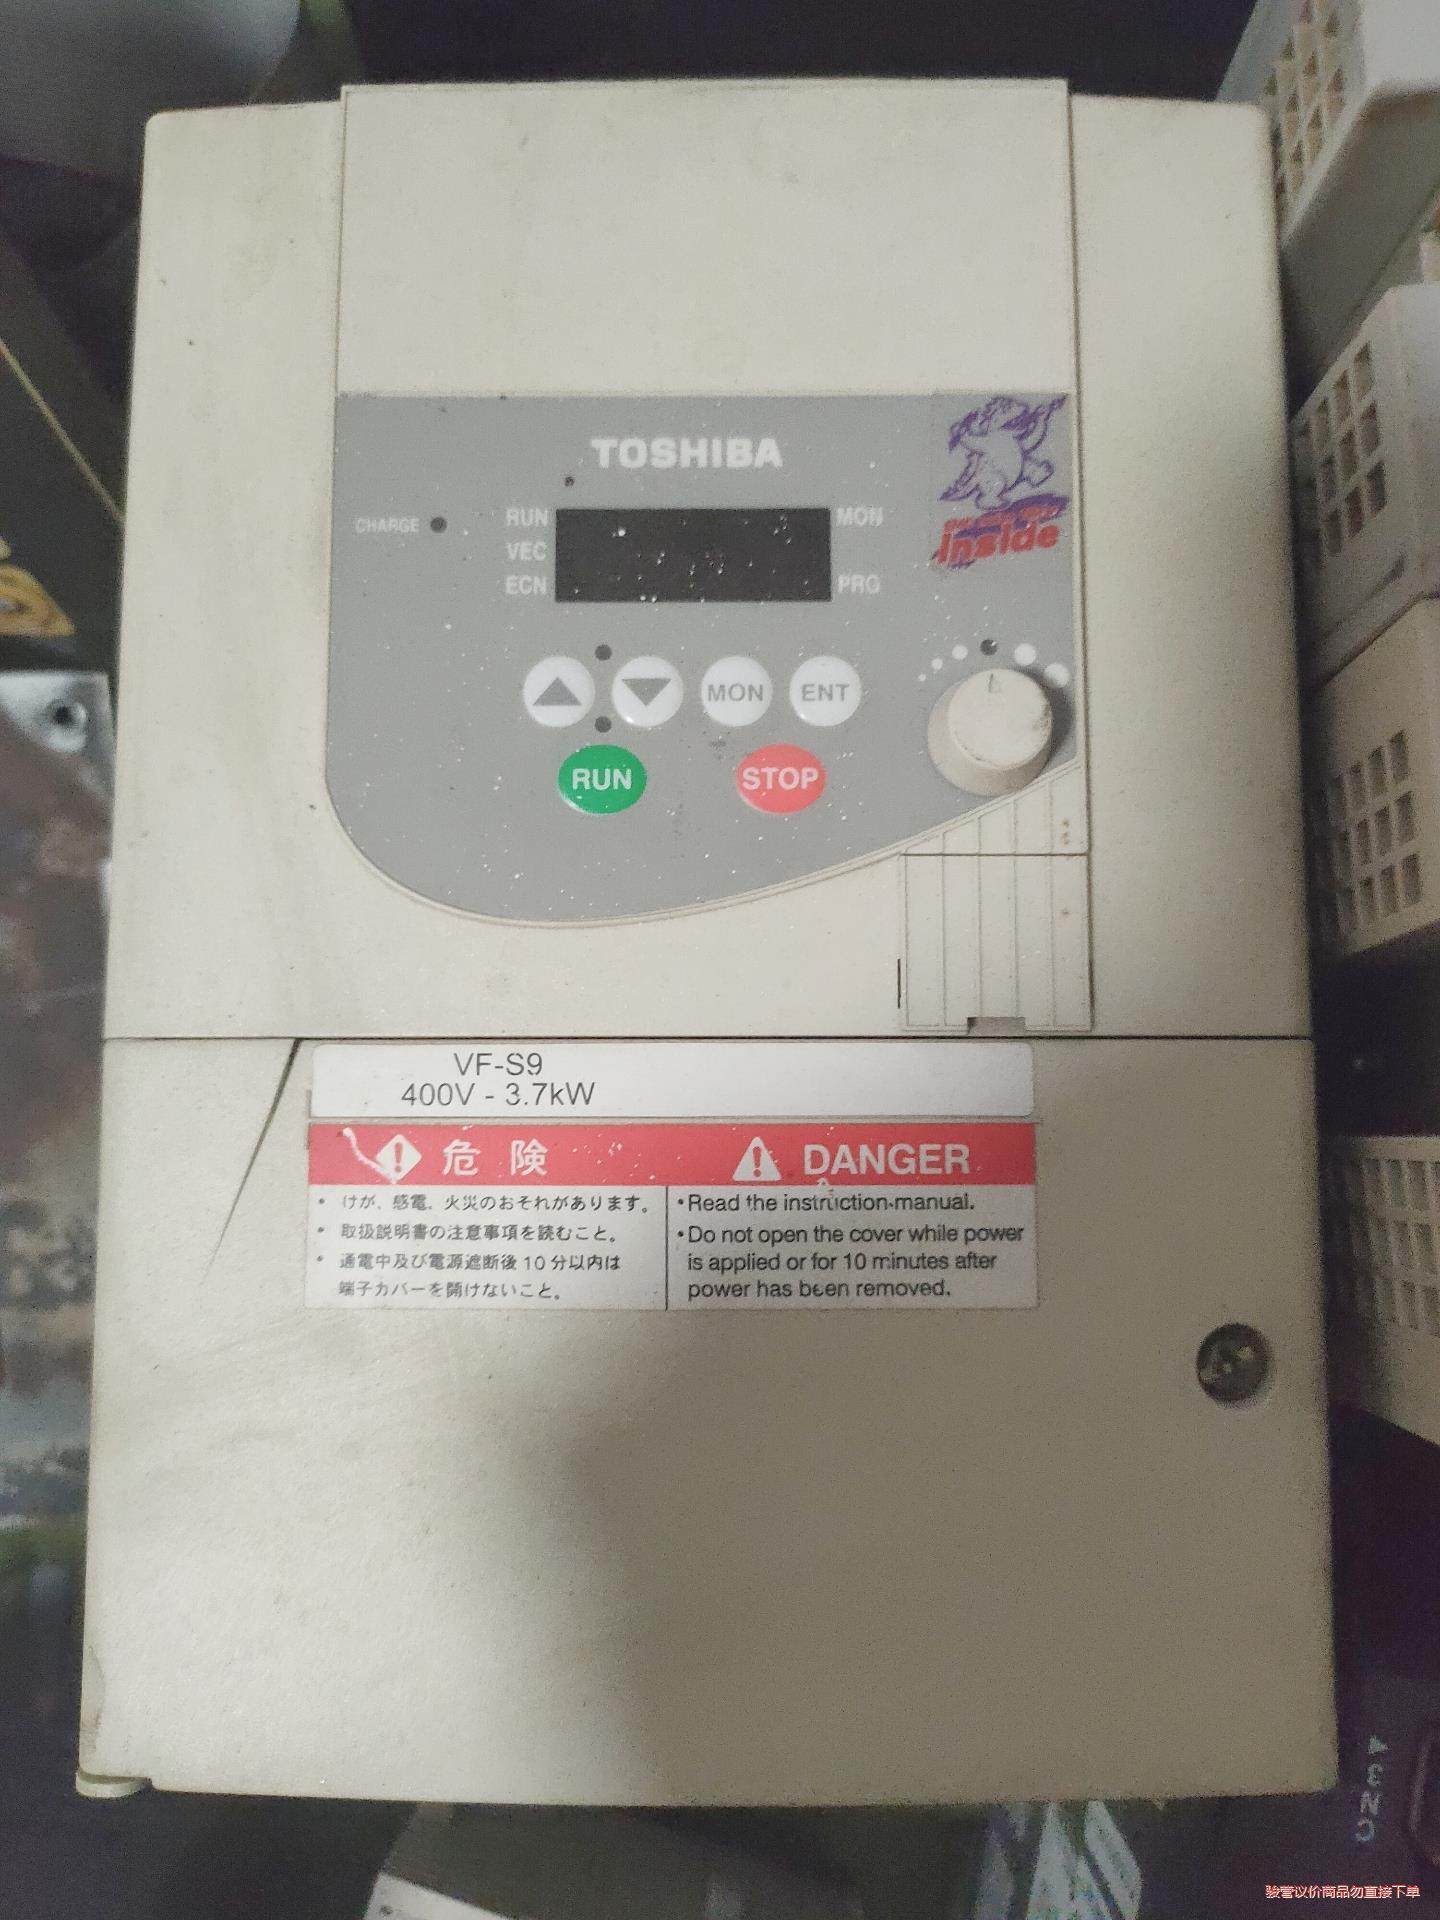 TOSHIBA
CHARGE
RUN
MON
VEC
ECN
PRG
inside
MON
ENT
RUN
STOP
VF-S9
400V - 3.7kW
危険
DANGER
・けが、感電、火災のおそれがあります。
・取扱説明書の注意事項を読むこと。
・通電中及び電源遮断後10分以内は
端子カバーを開けないこと。
・Read the instruction manual.
・Do not open the cover while power
is applied or for 10 minutes after
power has been removed.
骏营议价商品勿直接下单